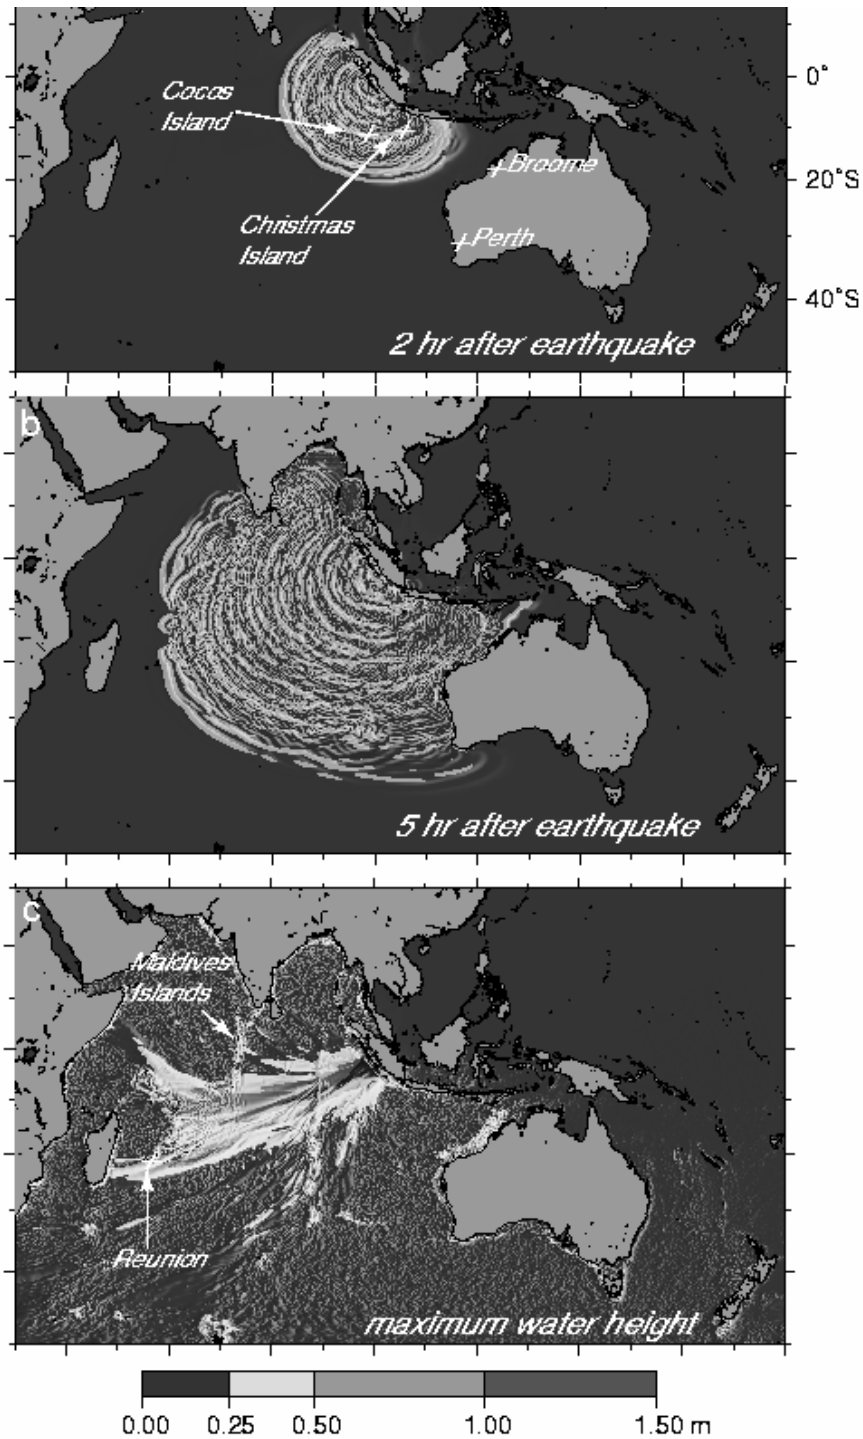 0°
Cocos
Island
Broome
20°S
Christmas
Island
Perth
40°S
2 hr after earthquake
b
5 hr after earthquake
c
Maldives
Islands
Reunion
maximum water height
0.00 0.25 0.50 1.00 1.50 m